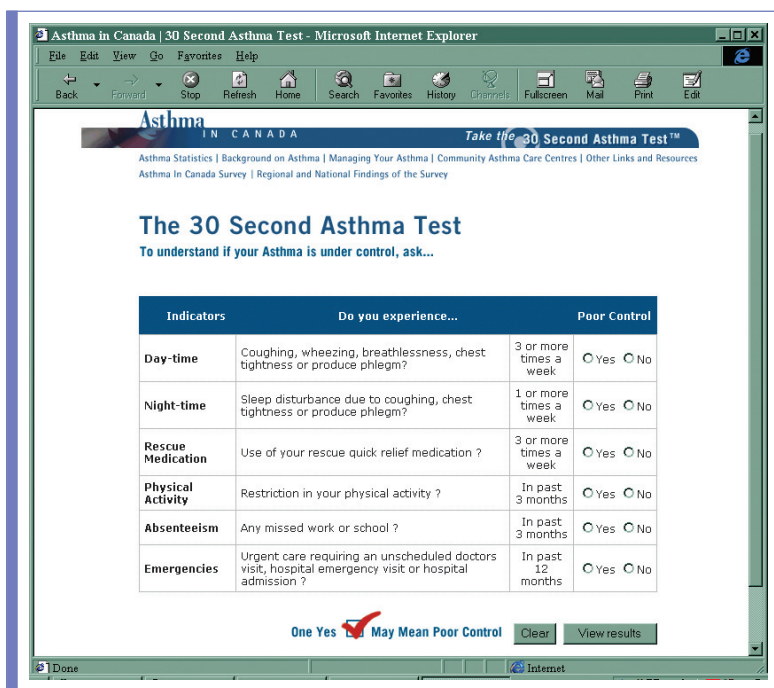 Asthma in Canada | 30 Second Asthma Test - Microsoft Internet Explorer
File Edit View Go Favorites Help
Back Forward Stop Refresh Home Search Favorites History Channels Fullscreen Mail Print Edit
Asthma
IN CANADA
Take the 30 Second Asthma Test™
Asthma Statistics | Background on Asthma | Managing Your Asthma | Community Asthma Care Centres | Other Links and Resources
Asthma In Canada Survey | Regional and National Findings of the Survey
The 30 Second Asthma Test
To understand if your Asthma is under control, ask...
Indicators Do you experience... Poor Control
Day-time Coughing, wheezing, breathlessness, chest
tightness or produce phlegm? 3 or more
times a
week Yes No
Night-time Sleep disturbance due to coughing, chest
tightness or produce phlegm? 1 or more
times a
week Yes No
Rescue
Medication Use of your rescue quick relief medication ? 3 or more
times a
week Yes No
Physical
Activity Restriction in your physical activity ? In past
3 months Yes No
Absenteeism Any missed work or school ? In past
3 months Yes No
Emergencies Urgent care requiring an unscheduled doctors
visit, hospital emergency visit or hospital
admission ? In past
12
months Yes No
One Yes May Mean Poor Control Clear View results
Done Internet